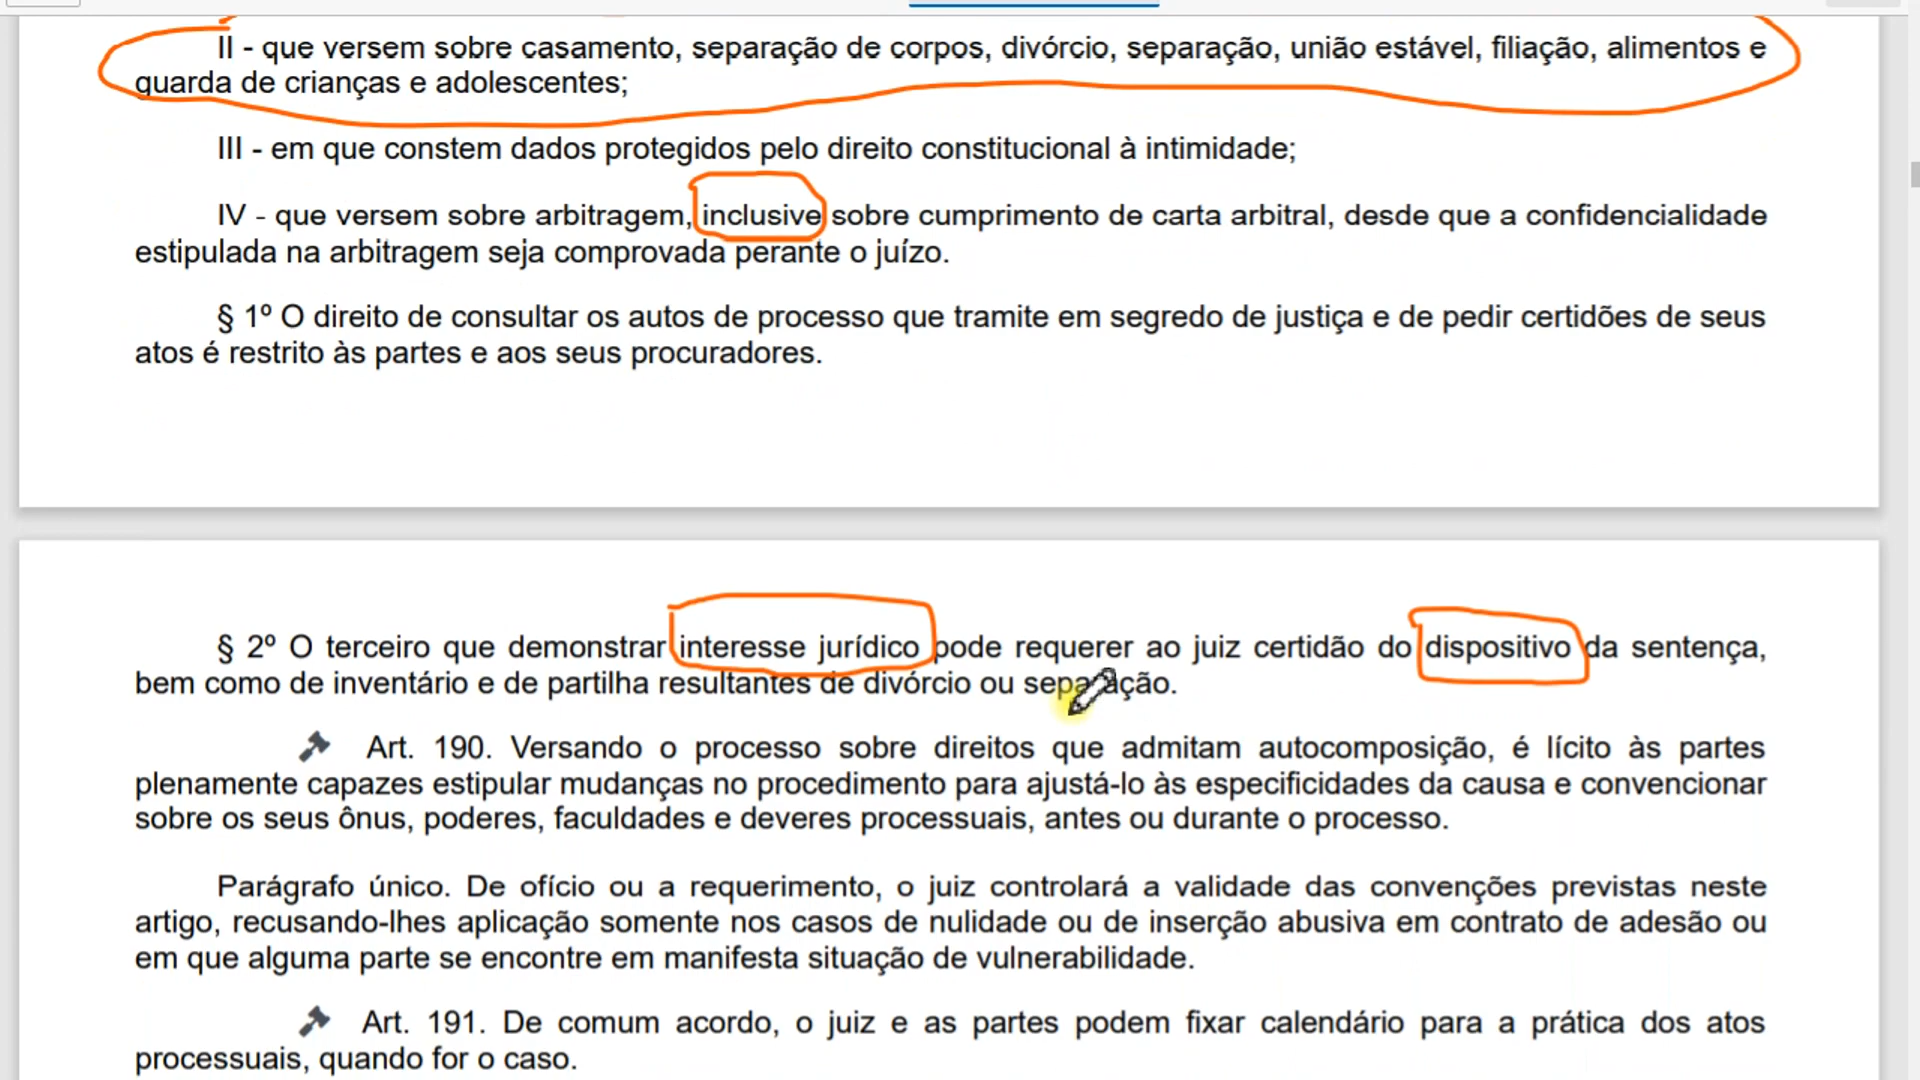 II - que versem sobre casamento, separação de corpos, divórcio, separação, união estável, filiação, alimentos e
guarda de crianças e adolescentes;
III - em que constem dados protegidos pelo direito constitucional à intimidade;
IV - que versem sobre arbitragem, inclusive sobre cumprimento de carta arbitral, desde que a confidencialidade
estipulada na arbitragem seja comprovada perante o juízo.
§ 1º O direito de consultar os autos de processo que tramite em segredo de justiça e de pedir certidões de seus
atos é restrito às partes e aos seus procuradores.
§ 2º O terceiro que demonstrar interesse jurídico pode requerer ao juiz certidão do dispositivo da sentença,
bem como de inventário e de partilha resultantes de divórcio ou separação.
Art. 190. Versando o processo sobre direitos que admitam autocomposição, é lícito às partes
plenamente capazes estipular mudanças no procedimento para ajustá-lo às especificidades da causa e convencionar
sobre os seus ônus, poderes, faculdades e deveres processuais, antes ou durante o processo.
Parágrafo único. De ofício ou a requerimento, o juiz controlará a validade das convenções previstas neste
artigo, recusando-lhes aplicação somente nos casos de nulidade ou de inserção abusiva em contrato de adesão ou
em que alguma parte se encontre em manifesta situação de vulnerabilidade.
Art. 191. De comum acordo, o juiz e as partes podem fixar calendário para a prática dos atos
processuais, quando for o caso.